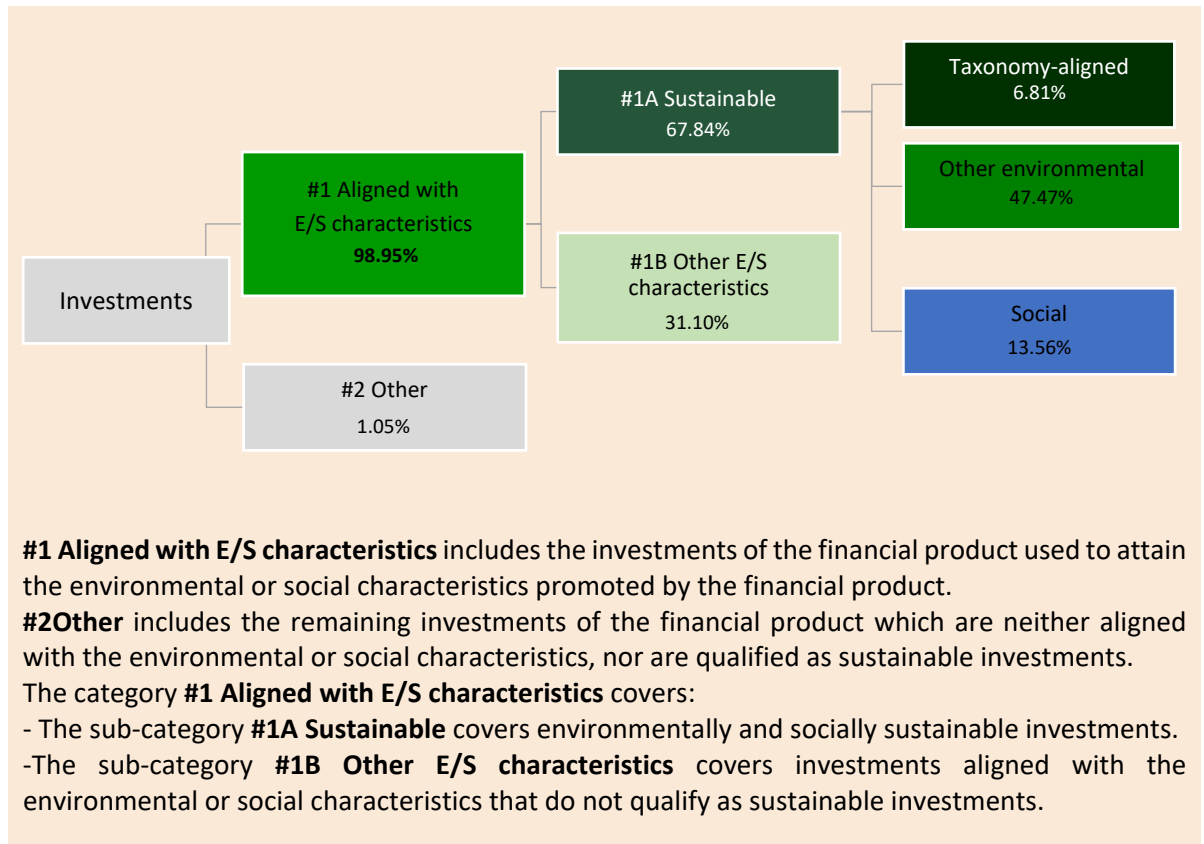 Investments
#1 Aligned with
E/S characteristics
98.95%
#2 Other
1.05%
#1A Sustainable
67.84%
#1B Other E/S
characteristics
31.10%
Taxonomy-aligned
6.81%
Other environmental
47.47%
Social
13.56%
#1 Aligned with E/S characteristics includes the investments of the financial product used to attain
the environmental or social characteristics promoted by the financial product.
#2Other includes the remaining investments of the financial product which are neither aligned
with the environmental or social characteristics, nor are qualified as sustainable investments.
The category #1 Aligned with E/S characteristics covers:
- The sub-category #1A Sustainable covers environmentally and socially sustainable investments.
-The sub-category #1B Other E/S characteristics covers investments aligned with the
environmental or social characteristics that do not qualify as sustainable investments.